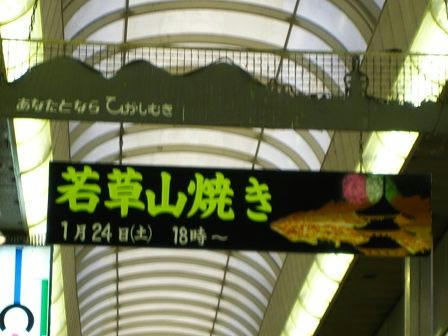 あなたとなら ひがしむき
若草山焼き
1月24日(土) 18時～